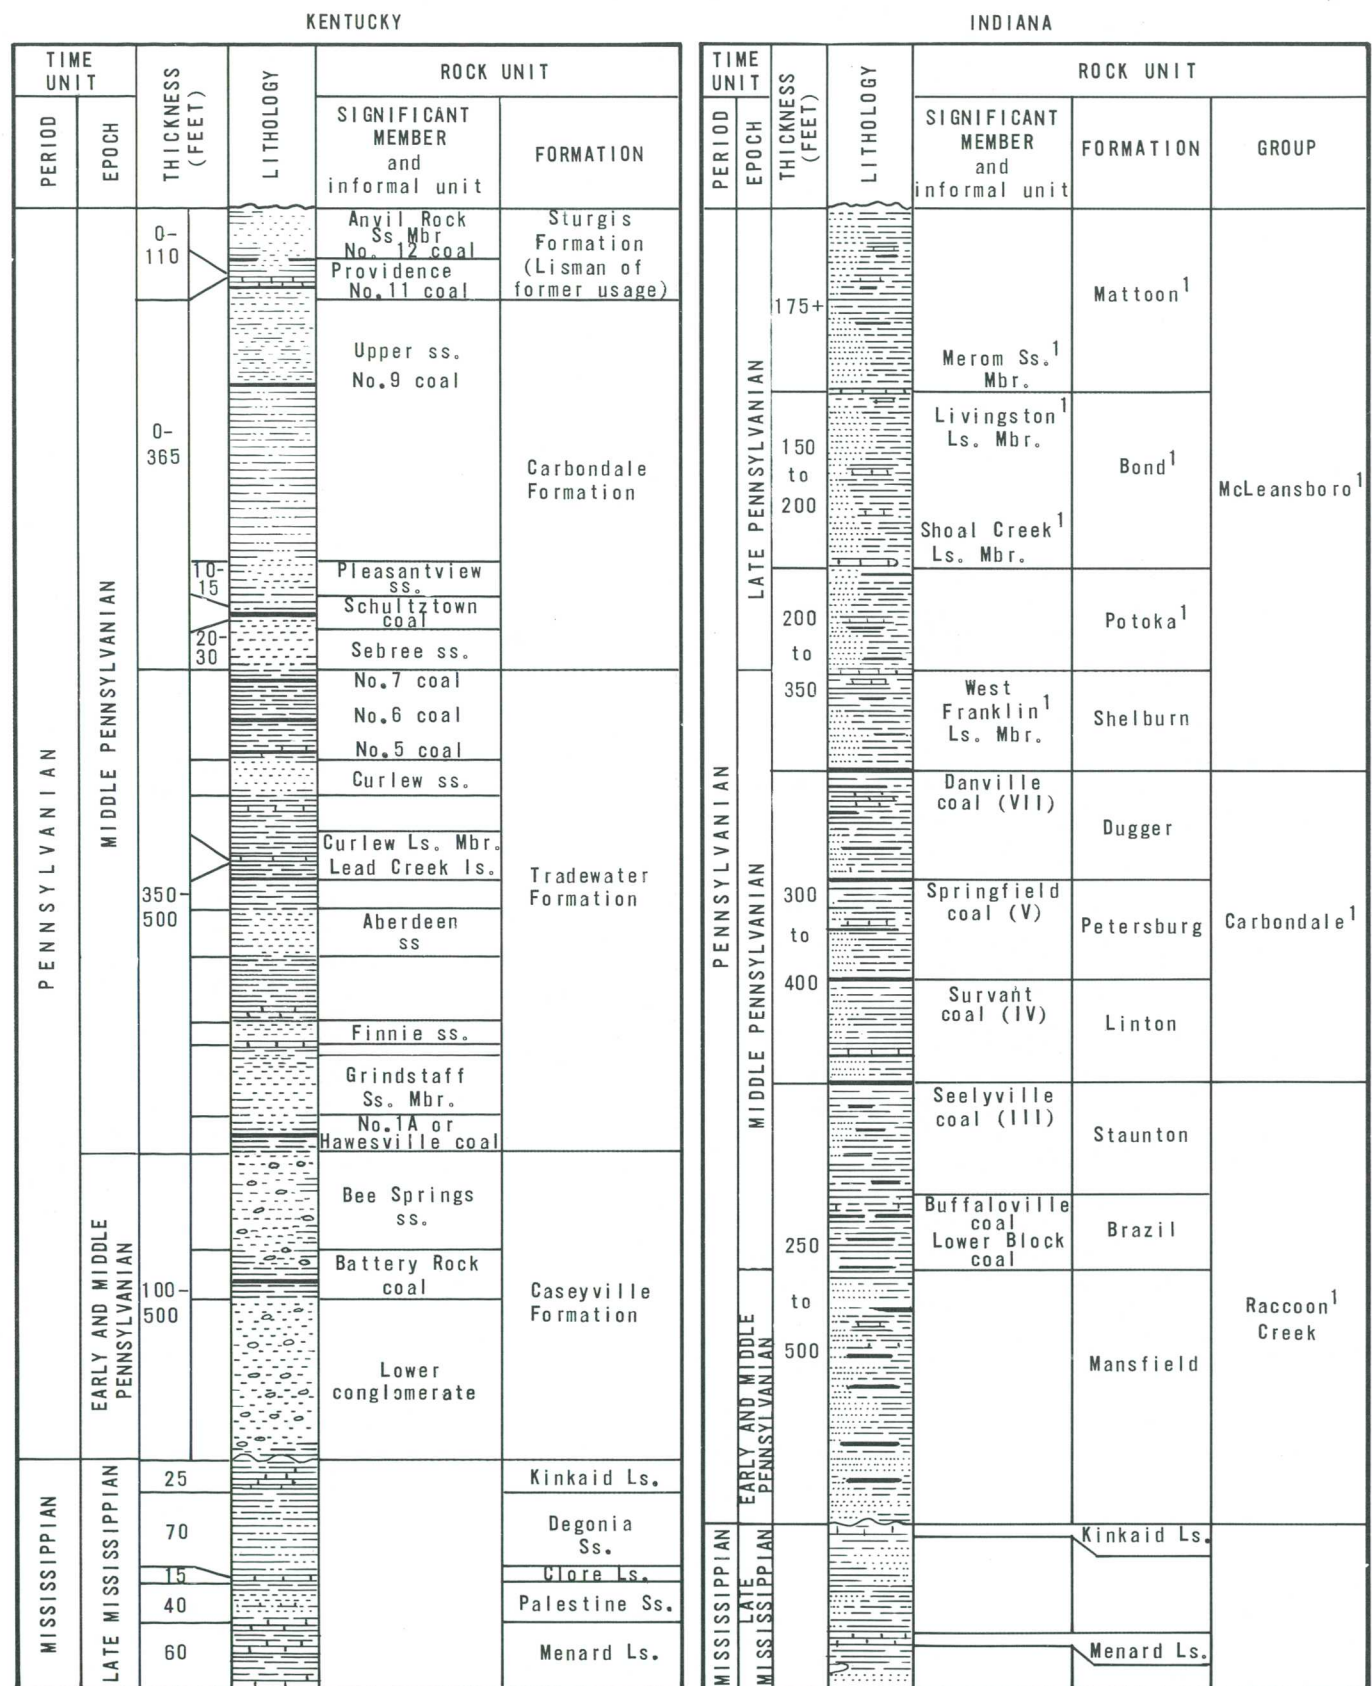 KENTUCKY
TIME UNIT
PERIOD
EPOCH
THICKNESS (FEET)
LITHOLOGY
ROCK UNIT
SIGNIFICANT
MEMBER
and
informal unit
FORMATION
PENNSYLVANIAN
MIDDLE PENNSYLVANIAN
0-
110
Anvil Rock
Ss Mbr
No. 12 coal
Providence
No.11 coal
Sturgis
Formation
(Lisman of
former usage)
0-
365
Upper ss.
No.9 coal
Carbondale
Formation
10-
15
Pleasantview
ss.
Schultztown
coal
20-
30
Sebree ss.
No.7 coal
No.6 coal
No.5 coal
Curlew ss.
Curlew Ls. Mbr.
Lead Creek ls.
350-
500
Tradewater
Formation
Aberdeen
ss
Finnie ss.
Grindstaff
Ss. Mbr.
No.1A or
Hawesville coal
EARLY AND MIDDLE
PENNSYLVANIAN
100-
500
Bee Springs
ss.
Battery Rock
coal
Lower
conglomerate
Caseyville
Formation
MISSISSIPPIAN
LATE MISSISSIPPIAN
25
Kinkaid Ls.
70
Degonia
Ss.
15
Clore Ls.
40
Palestine Ss.
60
Menard Ls.
INDIANA
TIME
UNIT
PERIOD
EPOCH
THICKNESS
(FEET)
LITHOLOGY
ROCK UNIT
SIGNIFICANT
MEMBER
and
informal unit
FORMATION
GROUP
PENNSYLVANIAN
LATE PENNSYLVANIAN
175+
Merom Ss.1
Mbr.
Mattoon1
150
to
200
Livingston1
Ls. Mbr.
Shoal Creek1
Ls. Mbr.
Bond1
McLeansboro1
200
to
350
Potoka1
MIDDLE PENNSYLVANIAN
West
Franklin1
Ls. Mbr.
Shelburn
300
to
400
Danville
coal (VII)
Dugger
Springfield
coal (V)
Petersburg
Carbondale1
Survant
coal (IV)
Linton
250
to
500
Seelyville
coal (III)
Staunton
Buffaloville
coal
Lower Block
coal
Brazil
Raccoon1
Creek
EARLY AND MIDDLE
PENNSYLVANIAN
Mansfield
MISSISSIPPIAN
LATE
MISSISSIPPIAN
Kinkaid Ls.
Menard Ls.